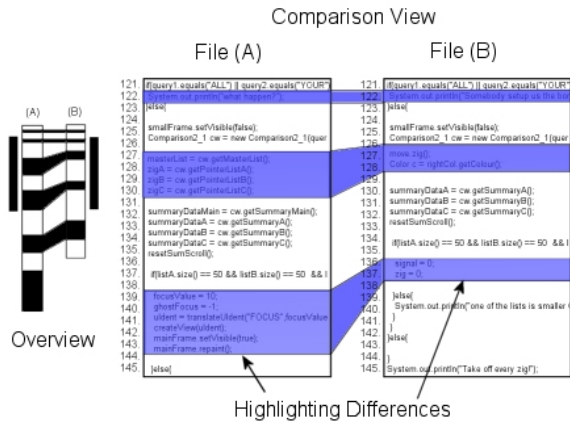 Comparison View
File (A)
File (B)
(A) (B)
Overview
121. if(query1.equals("ALL") || query2.equals("YOUR"
122. System.out.println("what happen?");
123. }else{
124.
125. smallFrame.setVisible(false);
126. Comparison2_1 cw = new Comparison2_1(quer
127. masterList = cw.getMasterList();
128. zigA = cw.getPointerListA();
129. zigB = cw.getPointerListB();
130. zigC = cw.getPointerListC();
131.
132. summaryDataMain = cw.getSummaryMain();
133. summaryDataA = cw.getSummaryA();
134. summaryDataB = cw.getSummaryB();
135. summaryDataC = cw.getSummaryC();
136. resetSumScroll();
137. if(listA.size() == 50 && listB.size() == 50 && l
138.
139. focusValue = 10;
140. ghostFocus = -1;
141. uIdent = translateUIdent("FOCUS",focusValue
142. createView(uIdent);
143. mainFrame.setVisible(true);
144. mainFrame.repaint();
145. }else{
121. if(query1.equals("ALL") || query2.equals("YOUR"
122. System.out.println("Somebody setup us the
123. }else{
124.
125. smallFrame.setVisible(false);
126. Comparison2_1 cw = new Comparison2_1(quer
127. move.zig();
128. Color c = rightCol.getColour();
129.
130. summaryDataA = cw.getSummaryA();
131. summaryDataB = cw.getSummaryB();
132. summaryDataC = cw.getSummaryC();
133. resetSumScroll();
134.
135. if(listA.size() == 50 && listB.size() == 50 && l
136. signal = 0;
137. zig = 0;
138.
139. }else{
140. System.out.println("one of the lists is smaller
141. }
142. }
143. }else{
144. }
145. System.out.println("Take off every zig!");
Highlighting Differences